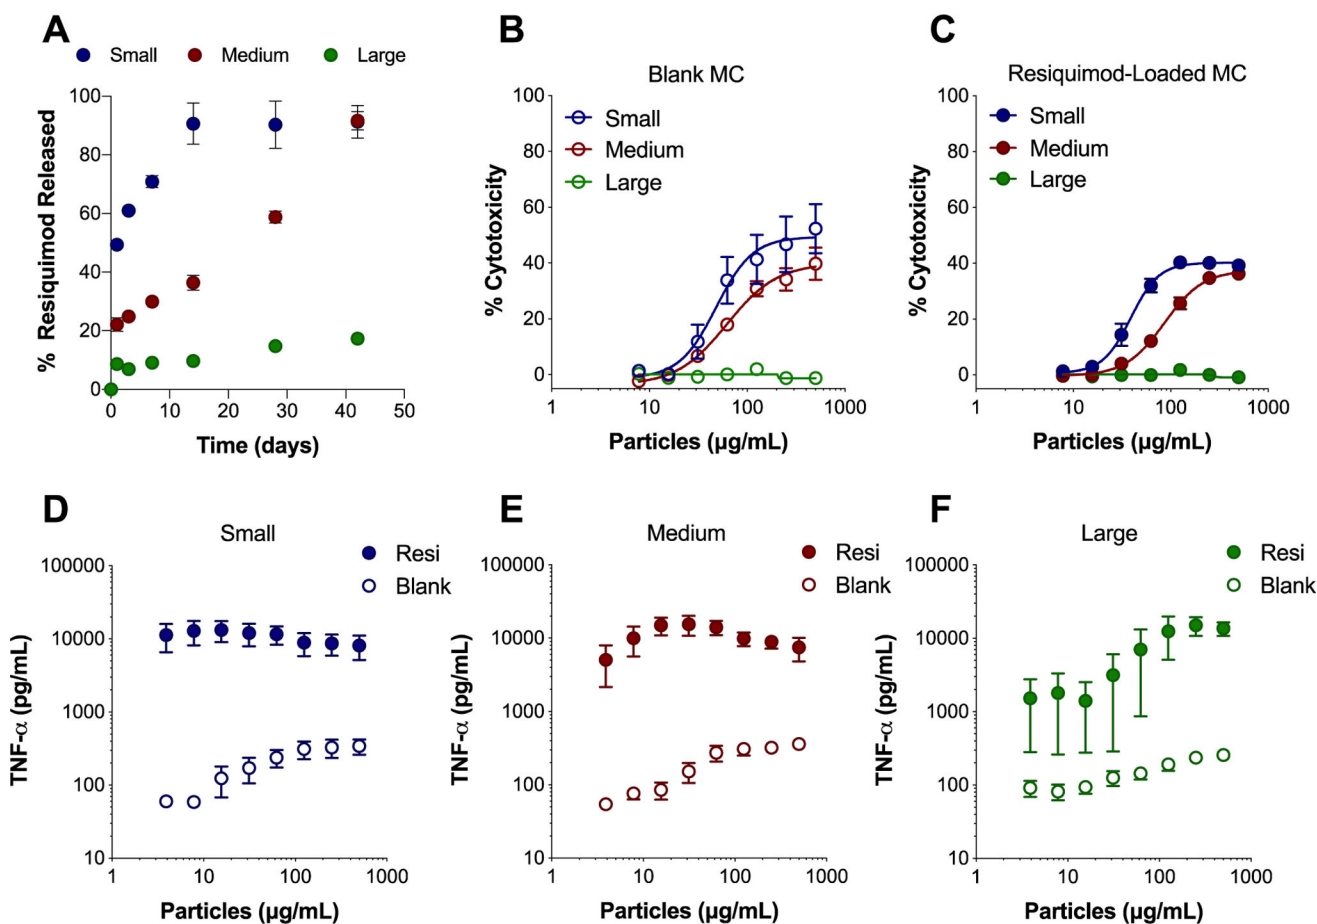 A
Small Medium Large
% Resiquimod Released
100
80
60
40
20
0
0 10 20 30 40 50
Time (days)
B
Blank MC
Small
Medium
Large
% Cytotoxicity
100
80
60
40
20
0
1 10 100 1000
Particles (µg/mL)
C
Resiquimod-Loaded MC
Small
Medium
Large
% Cytotoxicity
100
80
60
40
20
0
1 10 100 1000
Particles (µg/mL)
D
Small
Resi
Blank
TNF-α (pg/mL)
100000
10000
1000
100
10
1 10 100 1000
Particles (µg/mL)
E
Medium
Resi
Blank
TNF-α (pg/mL)
100000
10000
1000
100
10
1 10 100 1000
Particles (µg/mL)
F
Large
Resi
Blank
TNF-α (pg/mL)
100000
10000
1000
100
10
1 10 100 1000
Particles (µg/mL)